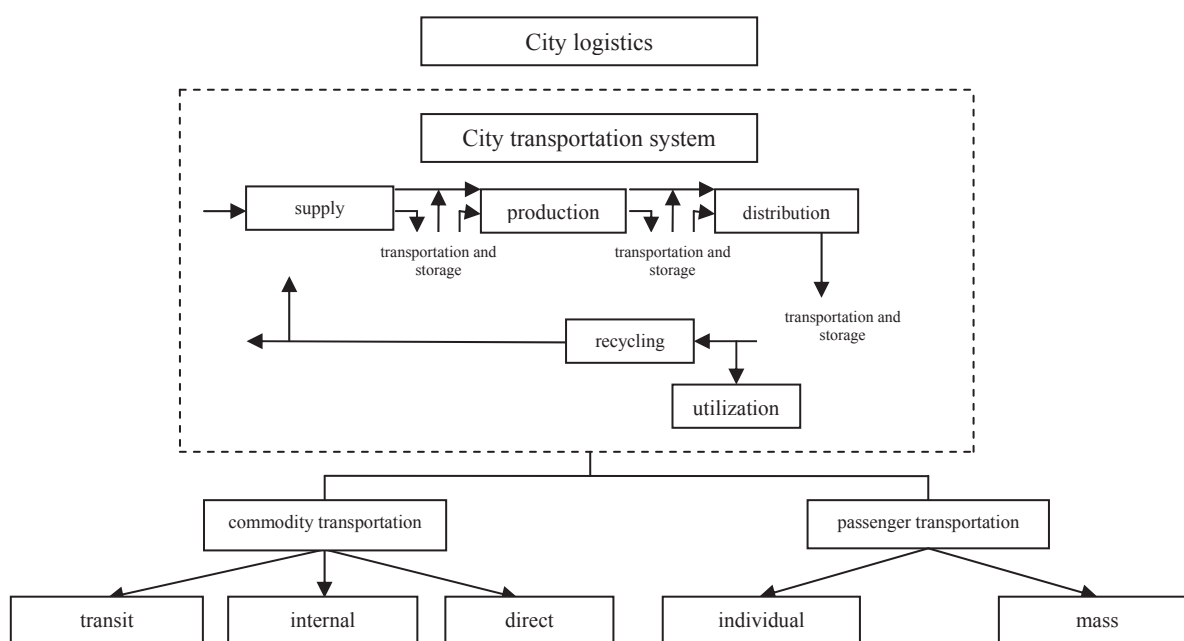 City logistics
City transportation system
supply
production
distribution
transportation and
storage
transportation and
storage
transportation and
storage
recycling
utilization
commodity transportation
passenger transportation
transit
internal
direct
individual
mass